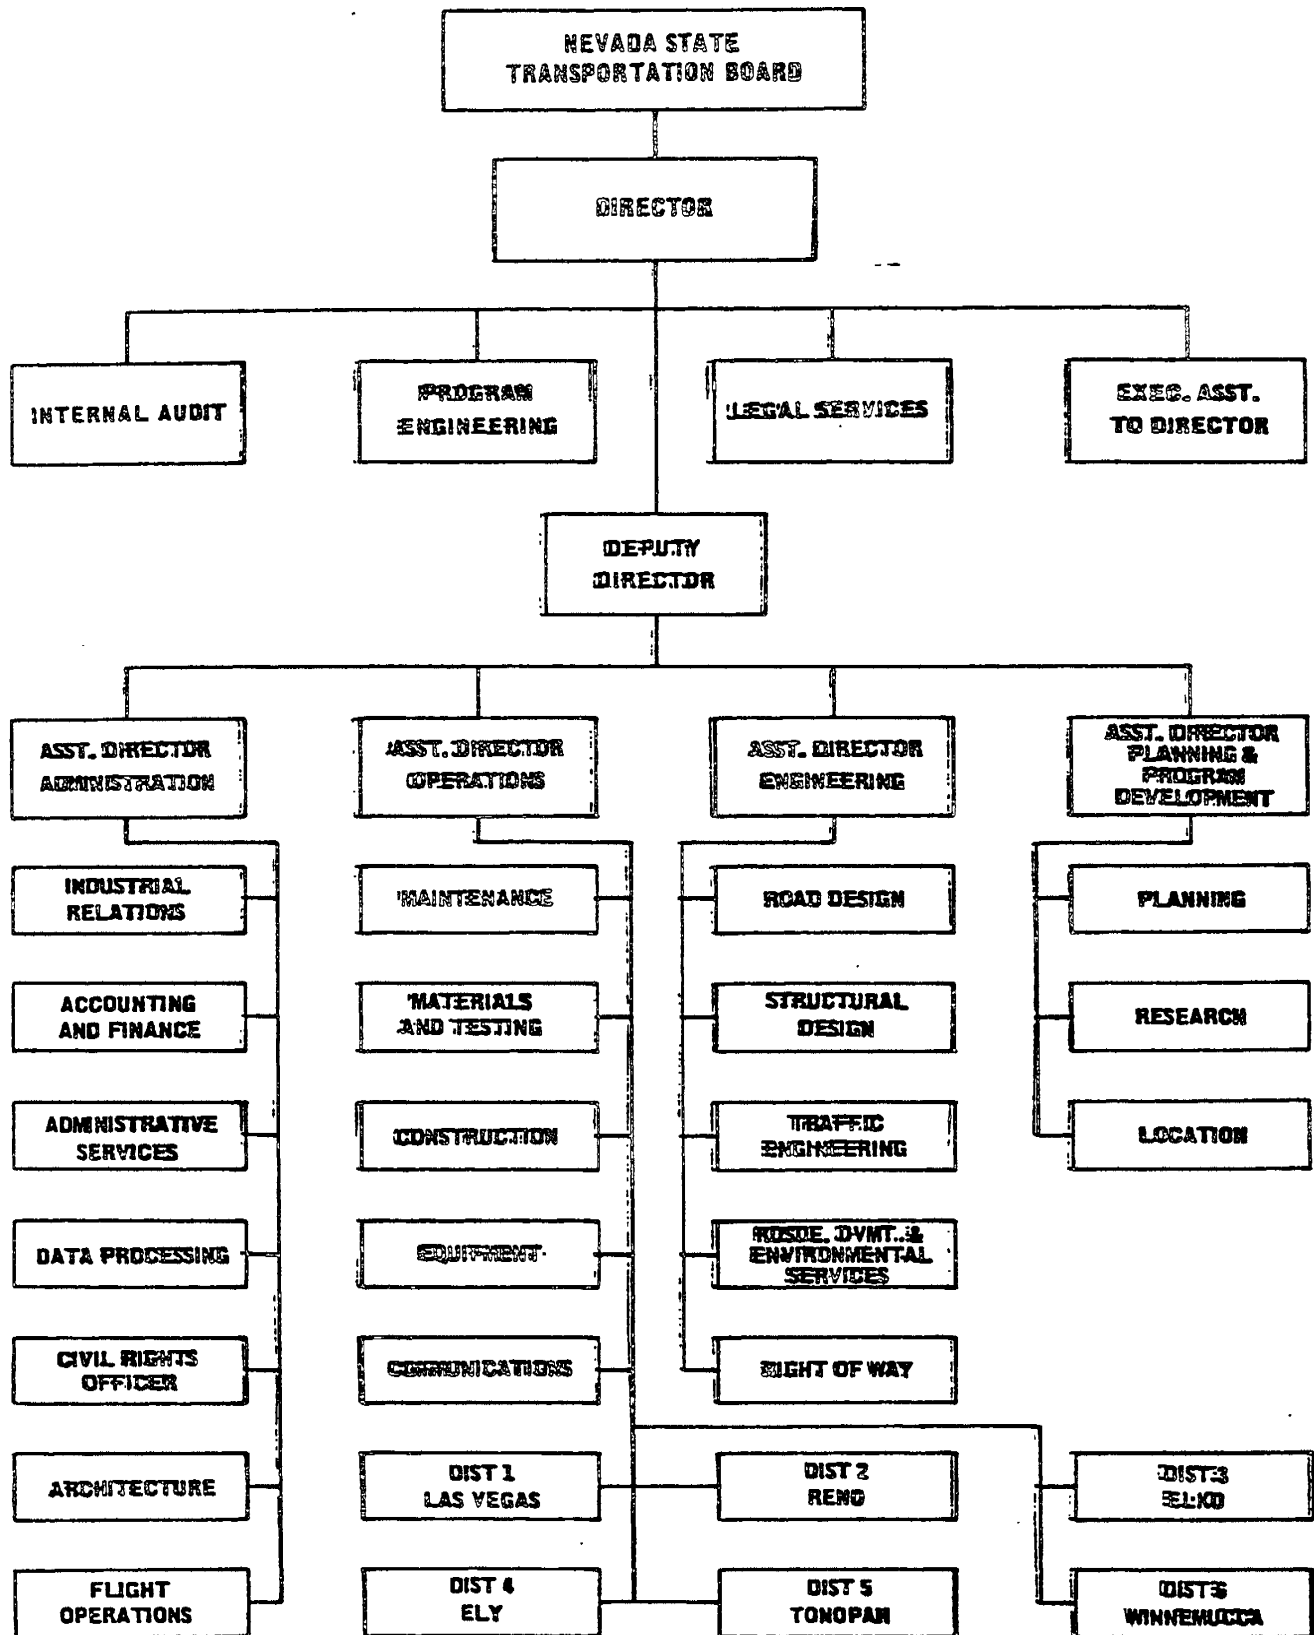 NEVADA STATE
TRANSPORTATION BOARD
DIRECTOR
INTERNAL AUDIT
PROGRAM
ENGINEERING
LEGAL SERVICES
EXEC. ASST.
TO DIRECTOR
DEPUTY
DIRECTOR
ASST. DIRECTOR
ADMINISTRATION
ASST. DIRECTOR
OPERATIONS
ASST. DIRECTOR
ENGINEERING
ASST. DIRECTOR
PLANNING &
PROGRAM
DEVELOPMENT
INDUSTRIAL
RELATIONS
MAINTENANCE
ROAD DESIGN
PLANNING
ACCOUNTING
AND FINANCE
MATERIALS
AND TESTING
STRUCTURAL
DESIGN
RESEARCH
ADMINISTRATIVE
SERVICES
CONSTRUCTION
TRAFFIC
ENGINEERING
LOCATION
DATA PROCESSING
EQUIPMENT
DVMT. &
ENVIRONMENTAL
SERVICES
CIVIL RIGHTS
OFFICER
COMMUNICATIONS
RIGHT OF WAY
ARCHITECTURE
DIST 1
LAS VEGAS
DIST 2
RENO
DIST 3
ELKO
FLIGHT
OPERATIONS
DIST 4
ELY
DIST 5
TONOPAH
DIST 6
WINNEMUCCA